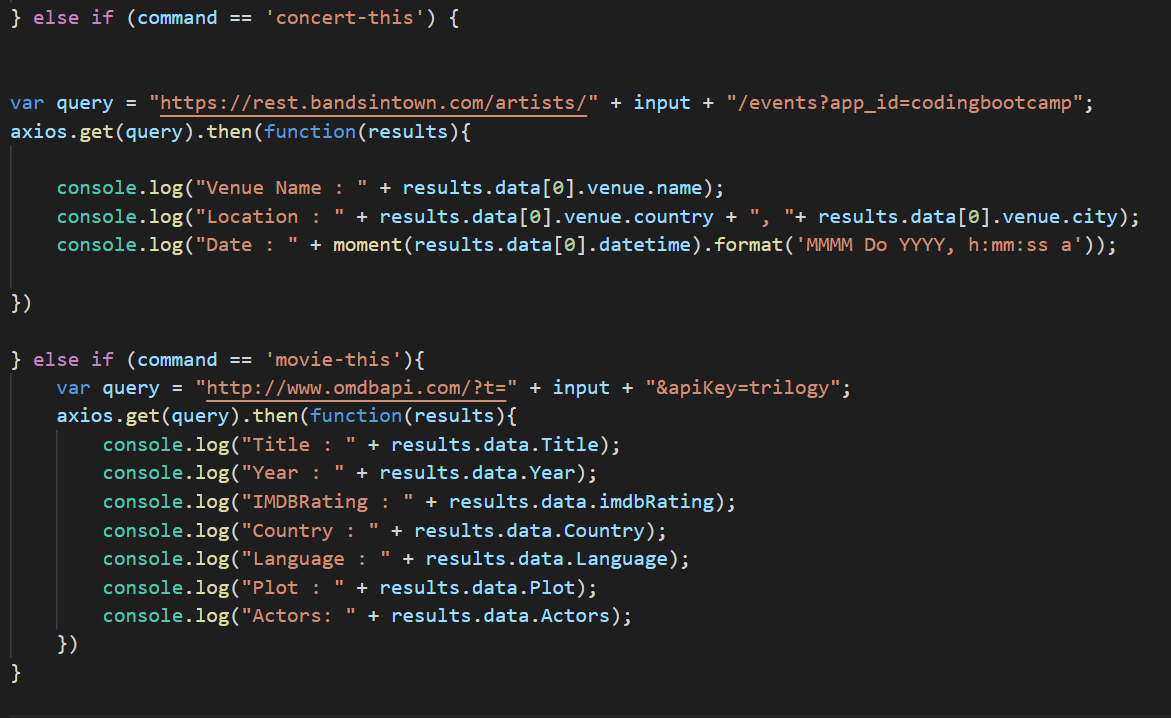 } else if (command == 'concert-this') {
var query = "https://rest.bandsintown.com/artists/" + input + "/events?app_id=codingbootcamp";
axios.get(query).then(function(results){
console.log("Venue Name : " + results.data[0].venue.name);
console.log("Location : " + results.data[0].venue.country + ", "+ results.data[0].venue.city);
console.log("Date : " + moment(results.data[0].datetime).format('MMMM Do YYYY, h:mm:ss a'));
})
} else if (command == 'movie-this'){
var query = "http://www.omdbapi.com/?t=" + input + "&apiKey=trilogy";
axios.get(query).then(function(results){
console.log("Title : " + results.data.Title);
console.log("Year : " + results.data.Year);
console.log("IMDBRating : " + results.data.imdbRating);
console.log("Country : " + results.data.Country);
console.log("Language : " + results.data.Language);
console.log("Plot : " + results.data.Plot);
console.log("Actors: " + results.data.Actors);
})
}